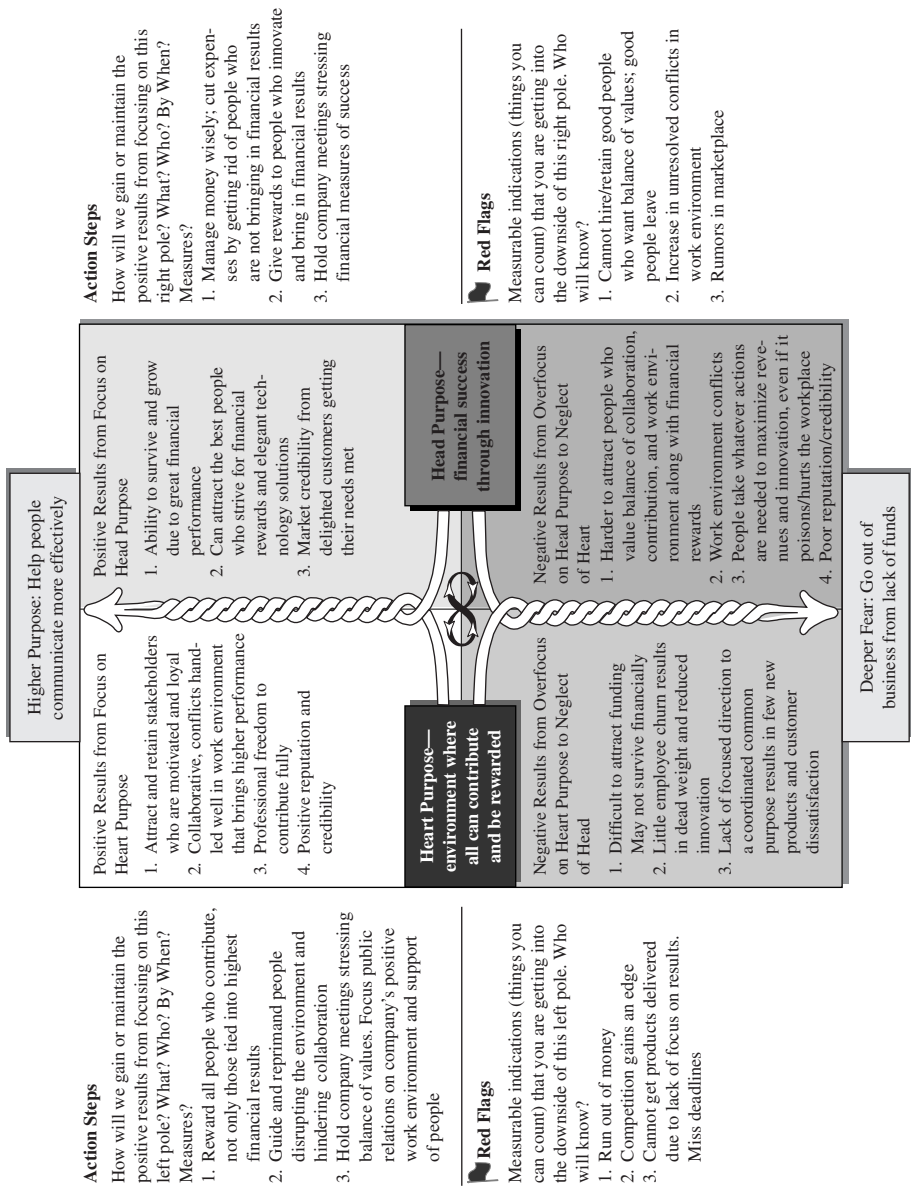 Higher Purpose: Help people
communicate more effectively
Action Steps
How will we gain or maintain the
positive results from focusing on this
left pole? What? Who? By When?
Measures?
1. Reward all people who contribute,
not only those tied into highest
financial results
2. Guide and reprimand people
disrupting the environment and
hindering collaboration
3. Hold company meetings stressing
balance of values. Focus public
relations on company's positive
work environment and support
of people
Red Flags
Measurable indications (things you
can count) that you are getting into
the downside of this left pole. Who
will know?
1. Run out of money
2. Competition gains an edge
3. Cannot get products delivered
due to lack of focus on results.
Miss deadlines
Positive Results from Focus on
Heart Purpose
1. Attract and retain stakeholders
who are motivated and loyal
2. Collaborative, conflicts hand-
led well in work environment
that brings higher performance
3. Professional freedom to
contribute fully
4. Positive reputation and
credibility
Heart Purpose—
environment where
all can contribute
and be rewarded
Negative Results from Overfocus
on Heart Purpose to Neglect
of Head
1. Difficult to attract funding
May not survive financially
2. Little employee churn results
in dead weight and reduced
innovation
3. Lack of focused direction to
a coordinated common
purpose results in few new
products and customer
dissatisfaction
Positive Results from Focus on
Head Purpose
1. Ability to survive and grow
due to great financial
performance
2. Can attract the best people
who strive for financial
rewards and elegant tech-
nology solutions
3. Market credibility from
delighted customers getting
their needs met
Head Purpose—
financial success
through innovation
Negative Results from Overfocus
on Head Purpose to Neglect
of Heart
1. Harder to attract people who
value balance of collaboration,
contribution, and work envi-
ronment along with financial
rewards
2. Work environment conflicts
3. People take whatever actions
are needed to maximize reve-
nues and innovation, even if it
poisons/hurts the workplace
4. Poor reputation/credibility
Action Steps
How will we gain or maintain the
positive results from focusing on this
right pole? What? Who? By When?
Measures?
1. Manage money wisely; cut expen-
ses by getting rid of people who
are not bringing in financial results
2. Give rewards to people who innovate
and bring in financial results
3. Hold company meetings stressing
financial measures of success
Red Flags
Measurable indications (things you
can count) that you are getting into
the downside of this right pole. Who
will know?
1. Cannot hire/retain good people
who want balance of values; good
people leave
2. Increase in unresolved conflicts in
work environment
3. Rumors in marketplace
Deeper Fear: Go out of
business from lack of funds